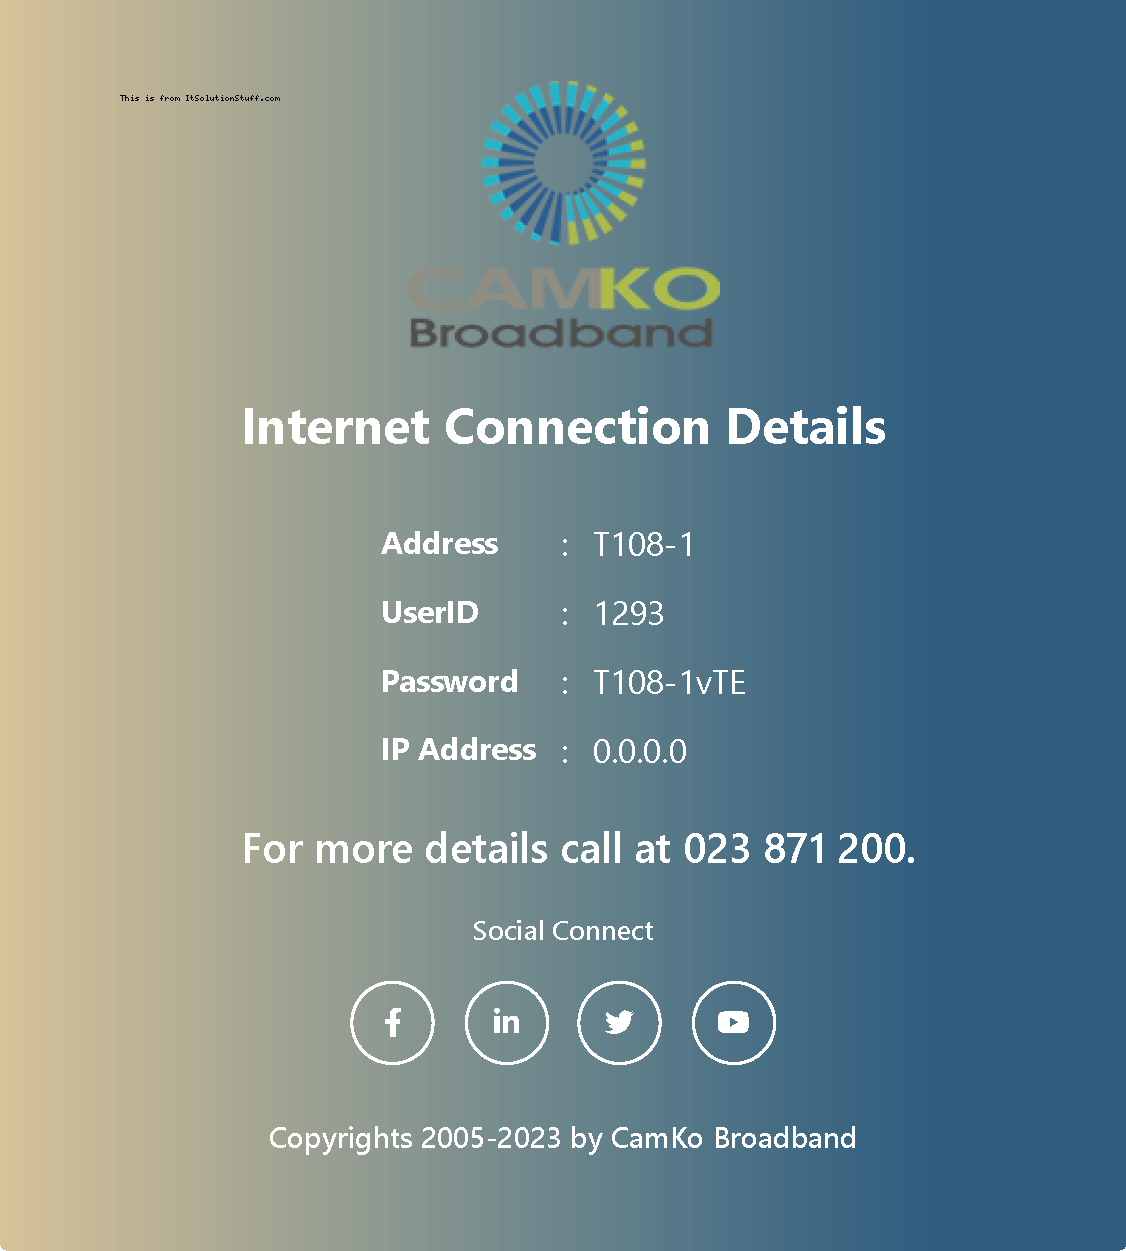 This is from ItSolutionStuff.com
CAMKO
Broadband
Internet Connection Details
Address : T108-1
UserID : 1293
Password : T108-1vTE
IP Address : 0.0.0.0
For more details call at 023 871 200.
Social Connect
f in
Copyrights 2005-2023 by CamKo Broadband